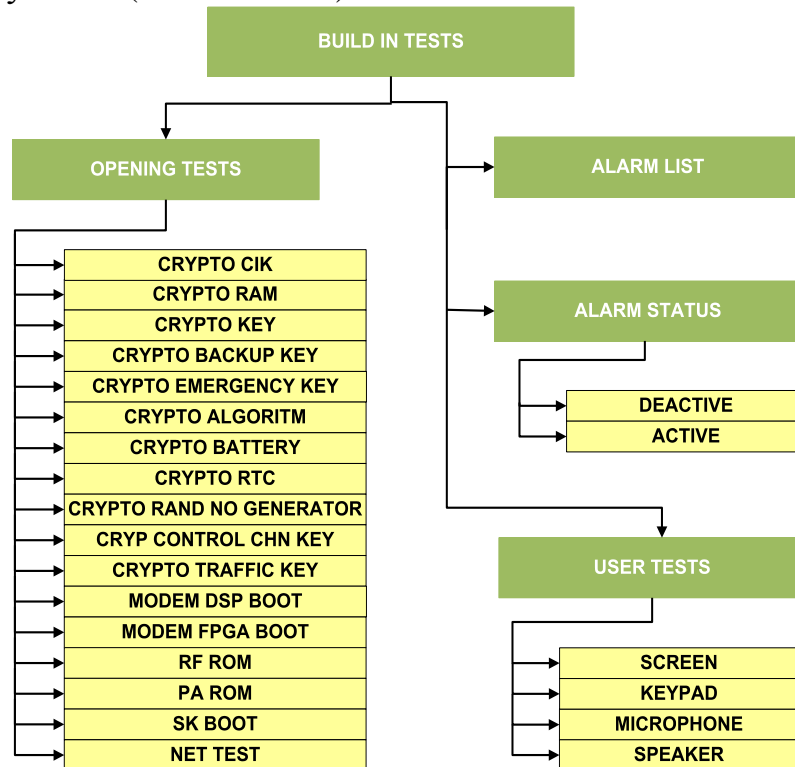 BUILD IN TESTS
OPENING TESTS
CRYPTO CIK
CRYPTO RAM
CRYPTO KEY
CRYPTO BACKUP KEY
CRYPTO EMERGENCY KEY
CRYPTO ALGORITM
CRYPTO BATTERY
CRYPTO RTC
CRYPTO RAND NO GENERATOR
CRYP CONTROL CHN KEY
CRYPTO TRAFFIC KEY
MODEM DSP BOOT
MODEM FPGA BOOT
RF ROM
PA ROM
SK BOOT
NET TEST
ALARM LIST
ALARM STATUS
DEACTIVE
ACTIVE
USER TESTS
SCREEN
KEYPAD
MICROPHONE
SPEAKER